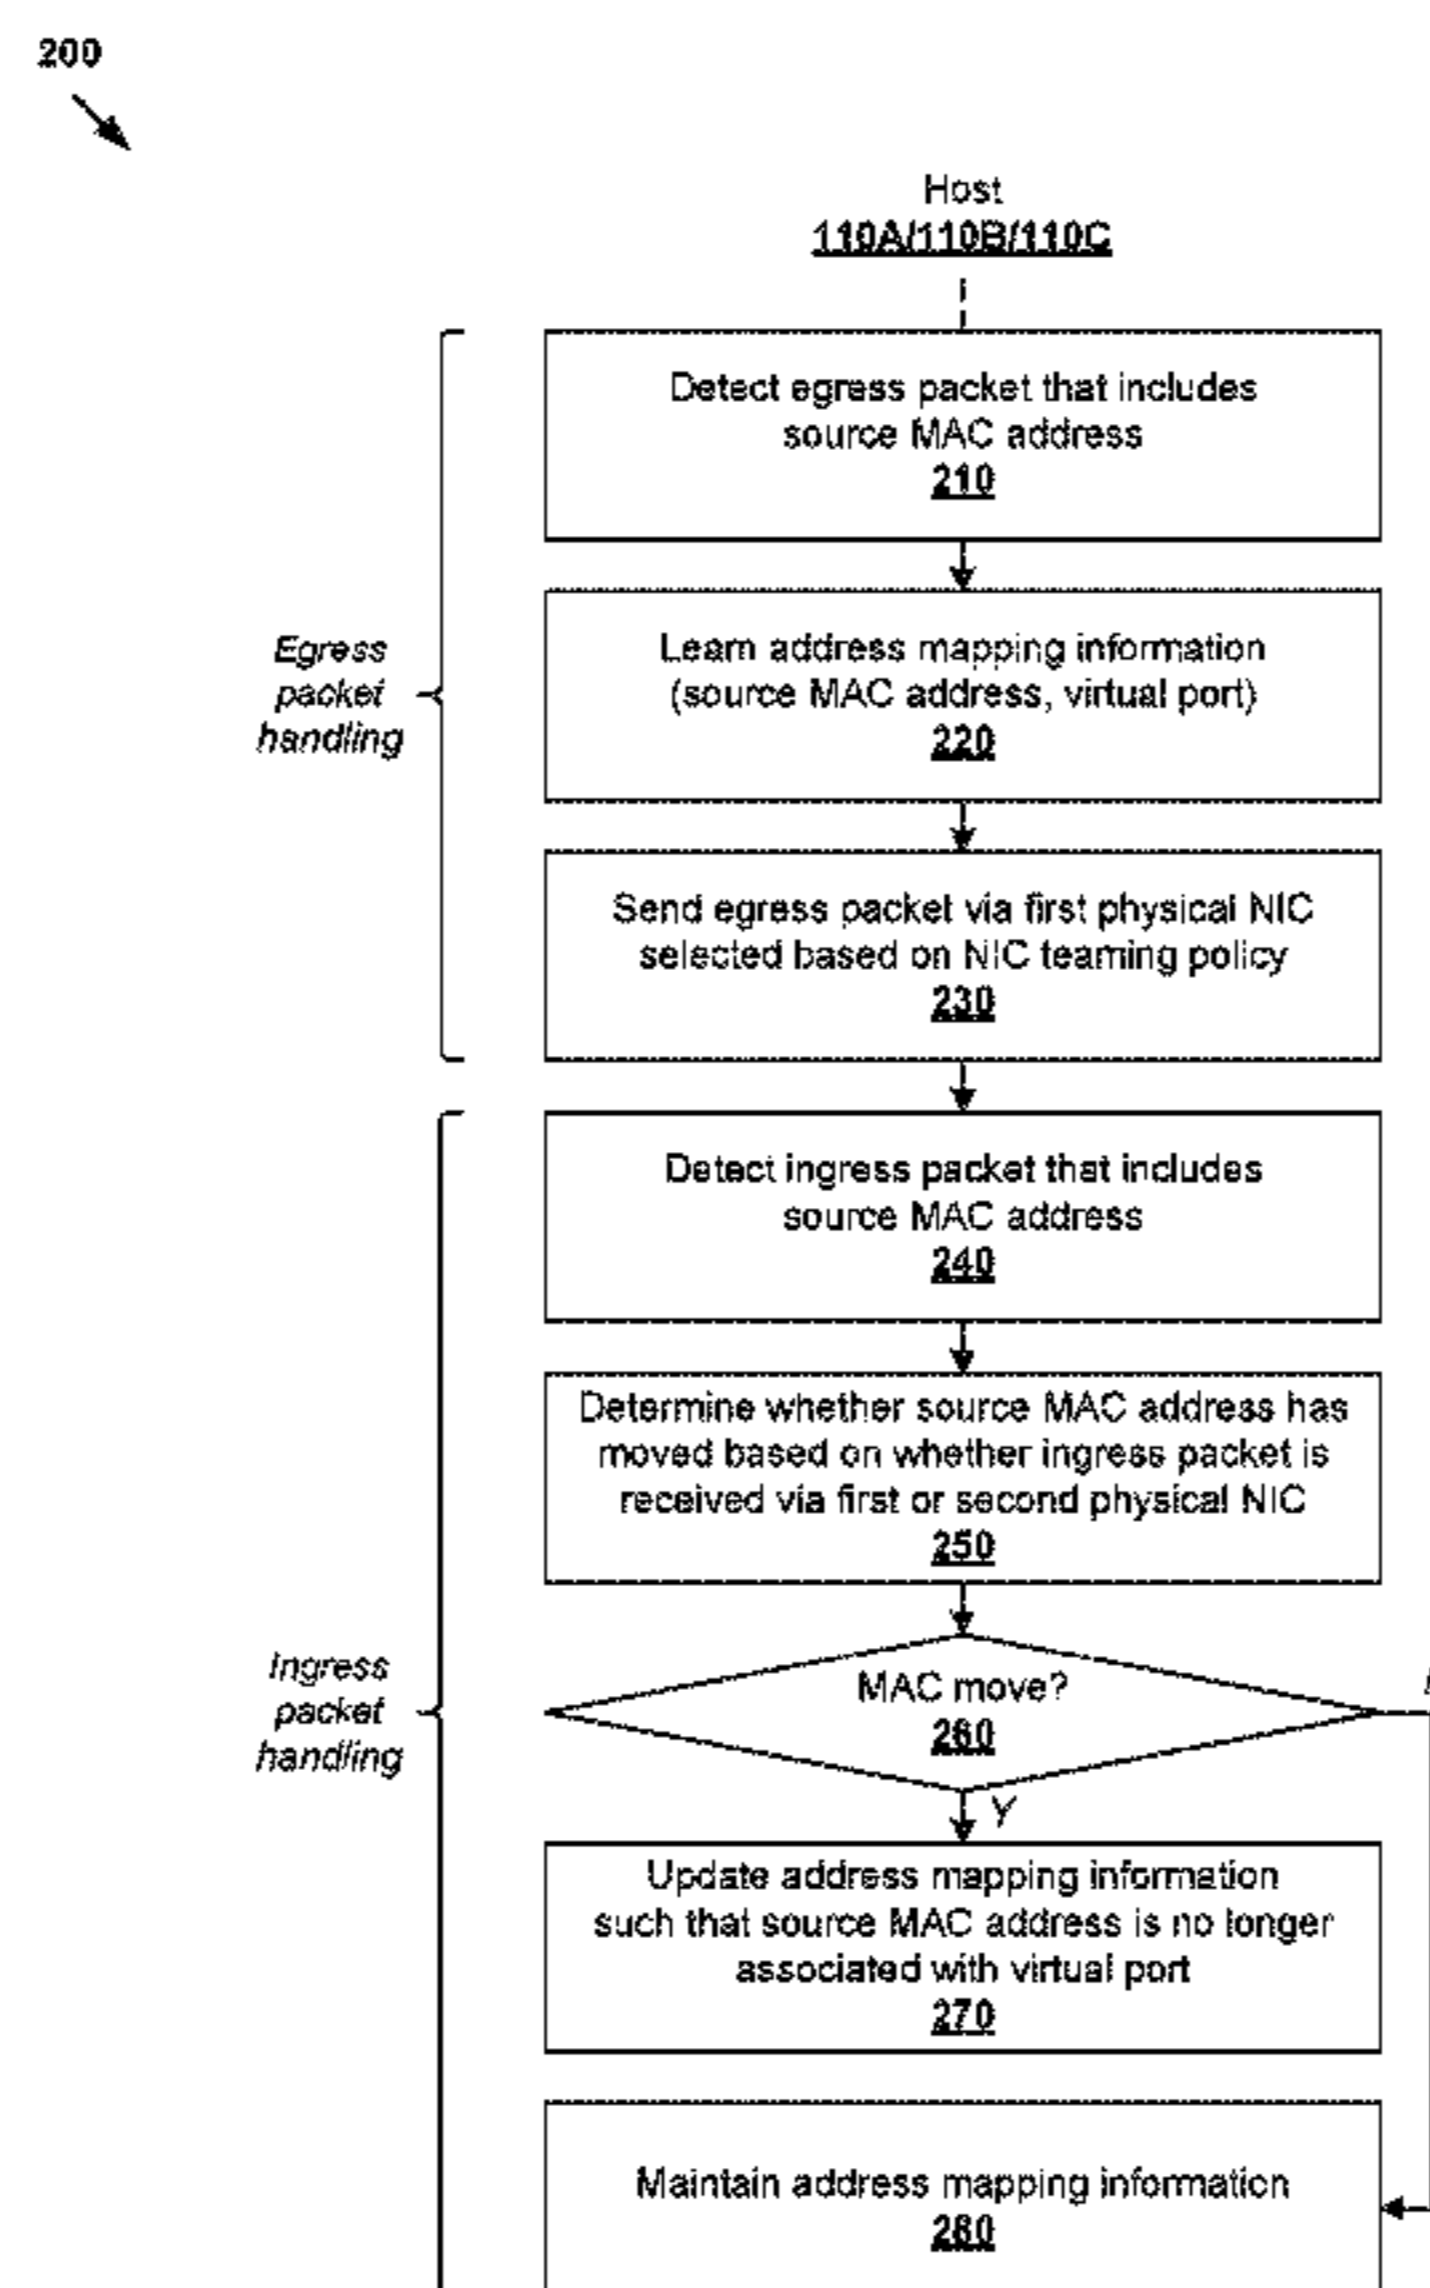 200
Host
110A/110B/110C
Detect egress packet that includes
source MAC address
210
Egress
packet
handling
Learn address mapping information
(source MAC address, virtual port)
220
Send egress packet via first physical NIC
selected based on NIC teaming policy
230
Detect ingress packet that includes
source MAC address
240
Determine whether source MAC address has
moved based on whether ingress packet is
received via first or second physical NIC
250
Ingress
packet
handling
MAC move?
260
Y
Update address mapping information
such that source MAC address is no longer
associated with virtual port
270
Maintain address mapping information
280